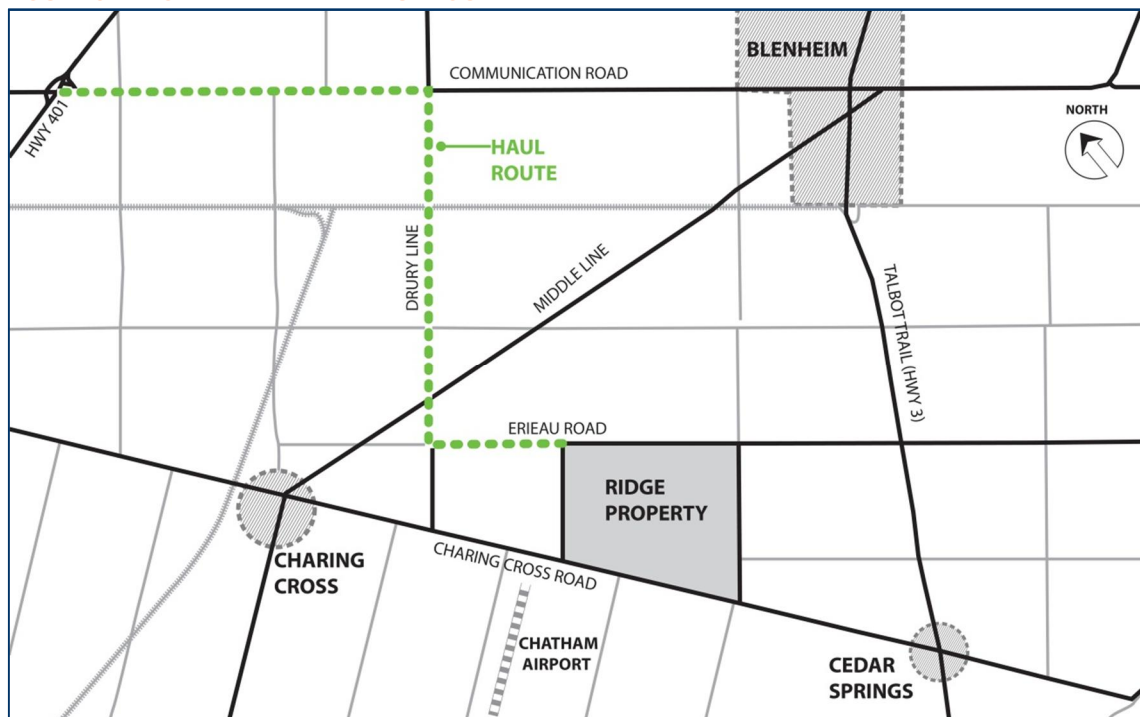 BLENHEIM
COMMUNICATION ROAD
HWY 401
NORTH
HAUL
ROUTE
DRURY LINE
MIDDLE LINE
TALBOT TRAIL (HWY 3)
ERIEAU ROAD
RIDGE
PROPERTY
CHARING
CROSS
CHARING CROSS ROAD
CHATHAM
AIRPORT
CEDAR
SPRINGS